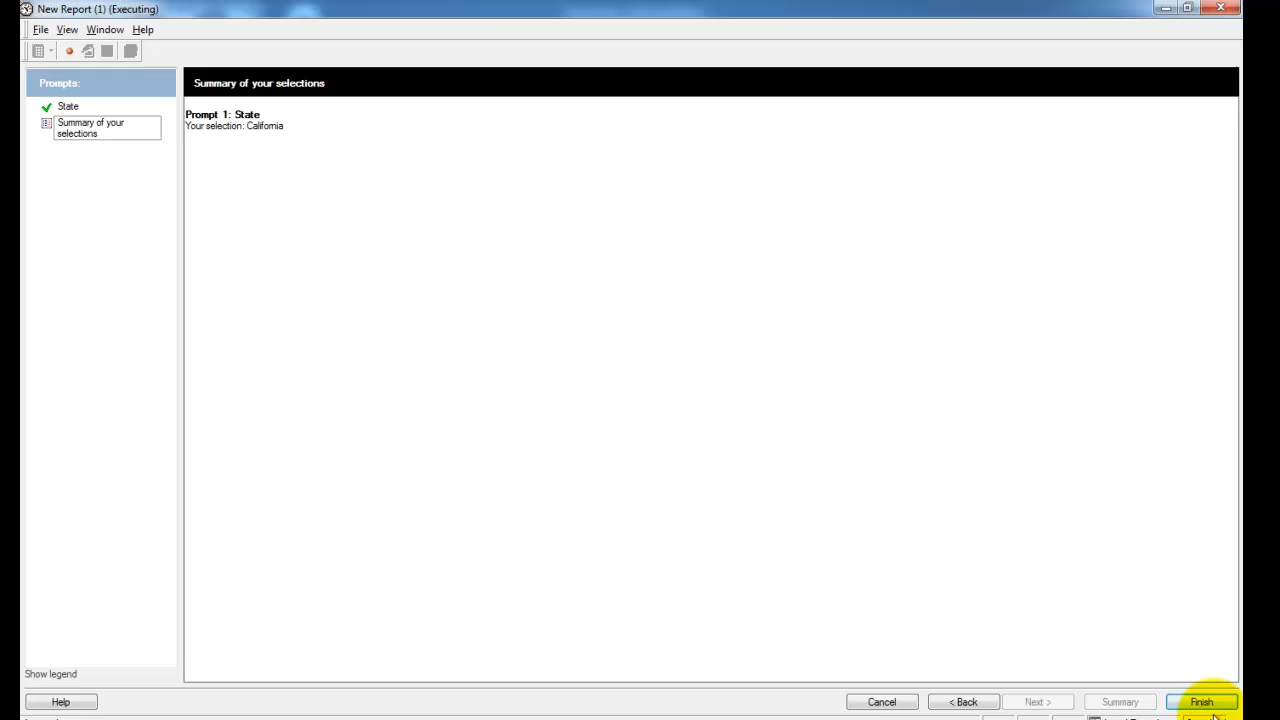 New Report (1) (Executing)
File View Window Help
Prompts:
State
Summary of your
selections
Summary of your selections
Prompt 1: State
Your selection: California
Show legend
Help
Cancel
< Back
Next >
Summary
Finish